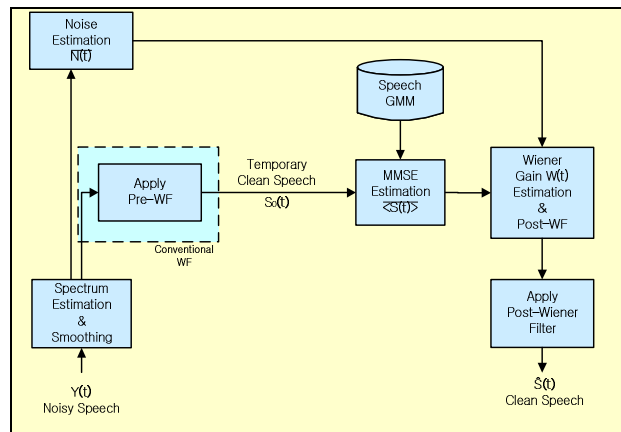 Noise
Estimation
N(t)
Speech
GMM
Apply
Pre-WF
Temporary
Clean Speech
S₀(t)
MMSE
Estimation
<S(t)>
Wiener
Gain W(t)
Estimation
&
Post-WF
Conventional
WF
Spectrum
Estimation
&
Smoothing
Apply
Post-Wiener
Filter
Y(t)
Noisy Speech
Ŝ(t)
Clean Speech